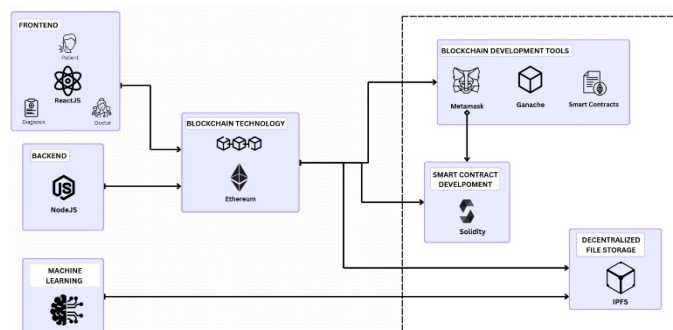 FRONTEND
Patient
ReactJS
Diagnosis
Doctor
BACKEND
JS
NodeJS
MACHINE
LEARNING
BLOCKCHAIN TECHNOLOGY
Ethereum
BLOCKCHAIN DEVELOPMENT TOOLS
Metamask
Ganache
Smart Contracts
SMART CONTRACT
DEVELPOMENT
Solidity
DECENTRALIZED
FILE STORAGE
IPFS